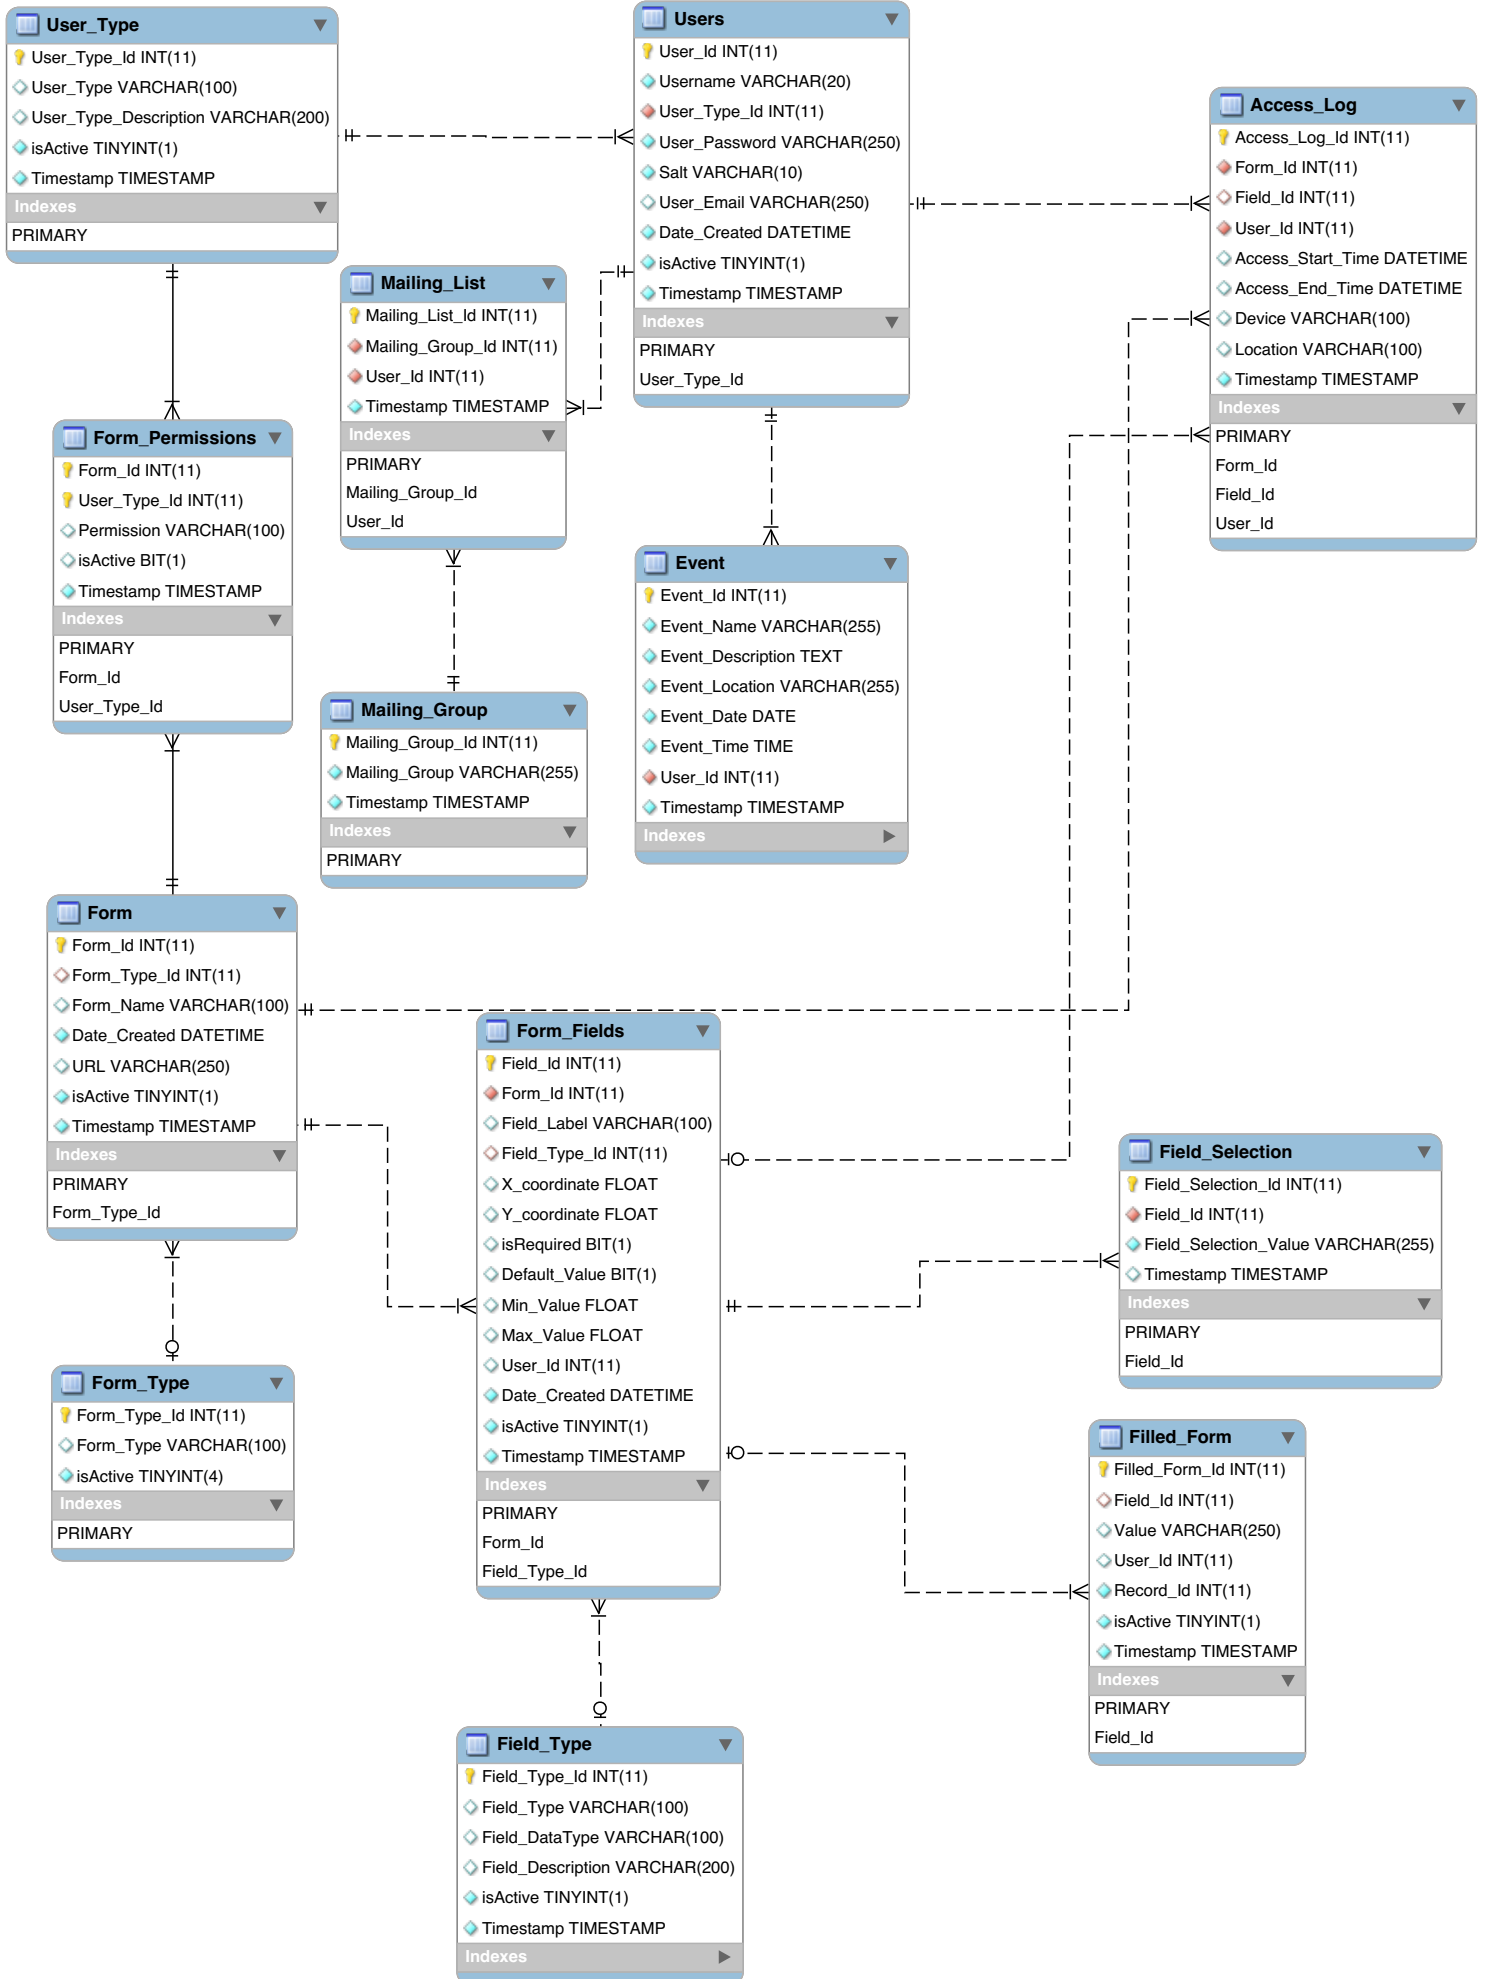 User_Type
User_Type_Id INT(11)
User_Type VARCHAR(100)
User_Type_Description VARCHAR(200)
isActive TINYINT(1)
Timestamp TIMESTAMP
Indexes
PRIMARY
Users
User_Id INT(11)
Username VARCHAR(20)
User_Type_Id INT(11)
User_Password VARCHAR(250)
Salt VARCHAR(10)
User_Email VARCHAR(250)
Date_Created DATETIME
isActive TINYINT(1)
Timestamp TIMESTAMP
Indexes
PRIMARY
User_Type_Id
Access_Log
Access_Log_Id INT(11)
Form_Id INT(11)
Field_Id INT(11)
User_Id INT(11)
Access_Start_Time DATETIME
Access_End_Time DATETIME
Device VARCHAR(100)
Location VARCHAR(100)
Timestamp TIMESTAMP
Indexes
PRIMARY
Form_Id
Field_Id
User_Id
Mailing_List
Mailing_List_Id INT(11)
Mailing_Group_Id INT(11)
User_Id INT(11)
Timestamp TIMESTAMP
Indexes
PRIMARY
Mailing_Group_Id
User_Id
Form_Permissions
Form_Id INT(11)
User_Type_Id INT(11)
Permission VARCHAR(100)
isActive BIT(1)
Timestamp TIMESTAMP
Indexes
PRIMARY
Form_Id
User_Type_Id
Event
Event_Id INT(11)
Event_Name VARCHAR(255)
Event_Description TEXT
Event_Location VARCHAR(255)
Event_Date DATE
Event_Time TIME
User_Id INT(11)
Timestamp TIMESTAMP
Indexes
Mailing_Group
Mailing_Group_Id INT(11)
Mailing_Group VARCHAR(255)
Timestamp TIMESTAMP
Indexes
PRIMARY
Form
Form_Id INT(11)
Form_Type_Id INT(11)
Form_Name VARCHAR(100)
Date_Created DATETIME
URL VARCHAR(250)
isActive TINYINT(1)
Timestamp TIMESTAMP
Indexes
PRIMARY
Form_Type_Id
Form_Fields
Field_Id INT(11)
Form_Id INT(11)
Field_Label VARCHAR(100)
Field_Type_Id INT(11)
X_coordinate FLOAT
Y_coordinate FLOAT
isRequired BIT(1)
Default_Value BIT(1)
Min_Value FLOAT
Max_Value FLOAT
User_Id INT(11)
Date_Created DATETIME
isActive TINYINT(1)
Timestamp TIMESTAMP
Indexes
PRIMARY
Form_Id
Field_Type_Id
Field_Selection
Field_Selection_Id INT(11)
Field_Id INT(11)
Field_Selection_Value VARCHAR(255)
Timestamp TIMESTAMP
Indexes
PRIMARY
Field_Id
Form_Type
Form_Type_Id INT(11)
Form_Type VARCHAR(100)
isActive TINYINT(4)
Indexes
PRIMARY
Filled_Form
Filled_Form_Id INT(11)
Field_Id INT(11)
Value VARCHAR(250)
User_Id INT(11)
Record_Id INT(11)
isActive TINYINT(1)
Timestamp TIMESTAMP
Indexes
PRIMARY
Field_Id
Field_Type
Field_Type_Id INT(11)
Field_Type VARCHAR(100)
Field_DataType VARCHAR(100)
Field_Description VARCHAR(200)
isActive TINYINT(1)
Timestamp TIMESTAMP
Indexes